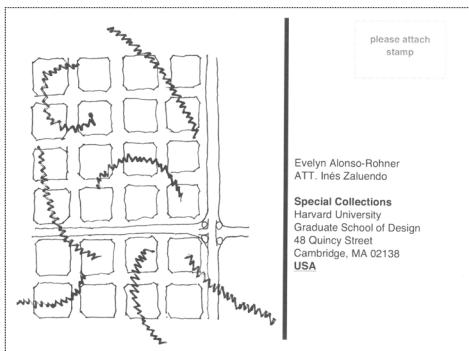 please attach
stamp
Evelyn Alonso-Rohner
ATT. Inés Zaluendo
Special Collections
Harvard University
Graduate School of Design
48 Quincy Street
Cambridge, MA 02138
USA